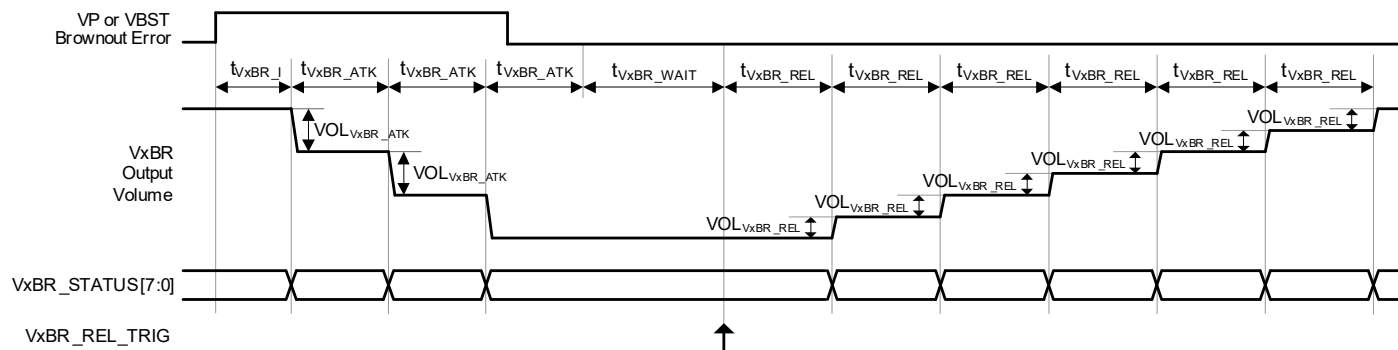 VP or VBST
Brownout Error
tVxBR_I tVxBR_ATK tVxBR_ATK tVxBR_ATK tVxBR_WAIT tVxBR_REL tVxBR_REL tVxBR_REL tVxBR_REL tVxBR_REL tVxBR_REL
VOLVxBR_REL
VOLVxBR_ATK
VOLVxBR_REL
VxBR
Output
Volume
VOLVxBR_REL
VOLVxBR_ATK
VOLVxBR_REL
VOLVxBR_REL
VOLVxBR_REL
VxBR_STATUS[7:0]
VxBR_REL_TRIG